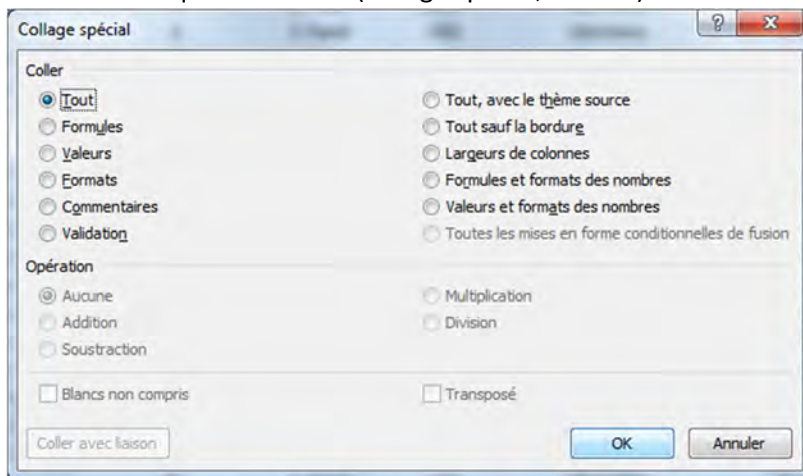 Collage spécial
Coller
Tout
Tout, avec le thème source
Formules
Tout sauf la bordure
Valeurs
Largeurs de colonnes
Formats
Formules et formats des nombres
Commentaires
Valeurs et formats des nombres
Validation
Toutes les mises en forme conditionnelles de fusion
Opération
Aucune
Multiplication
Addition
Division
Soustraction
Blancs non compris
Transposé
Coller avec liaison
OK
Annuler